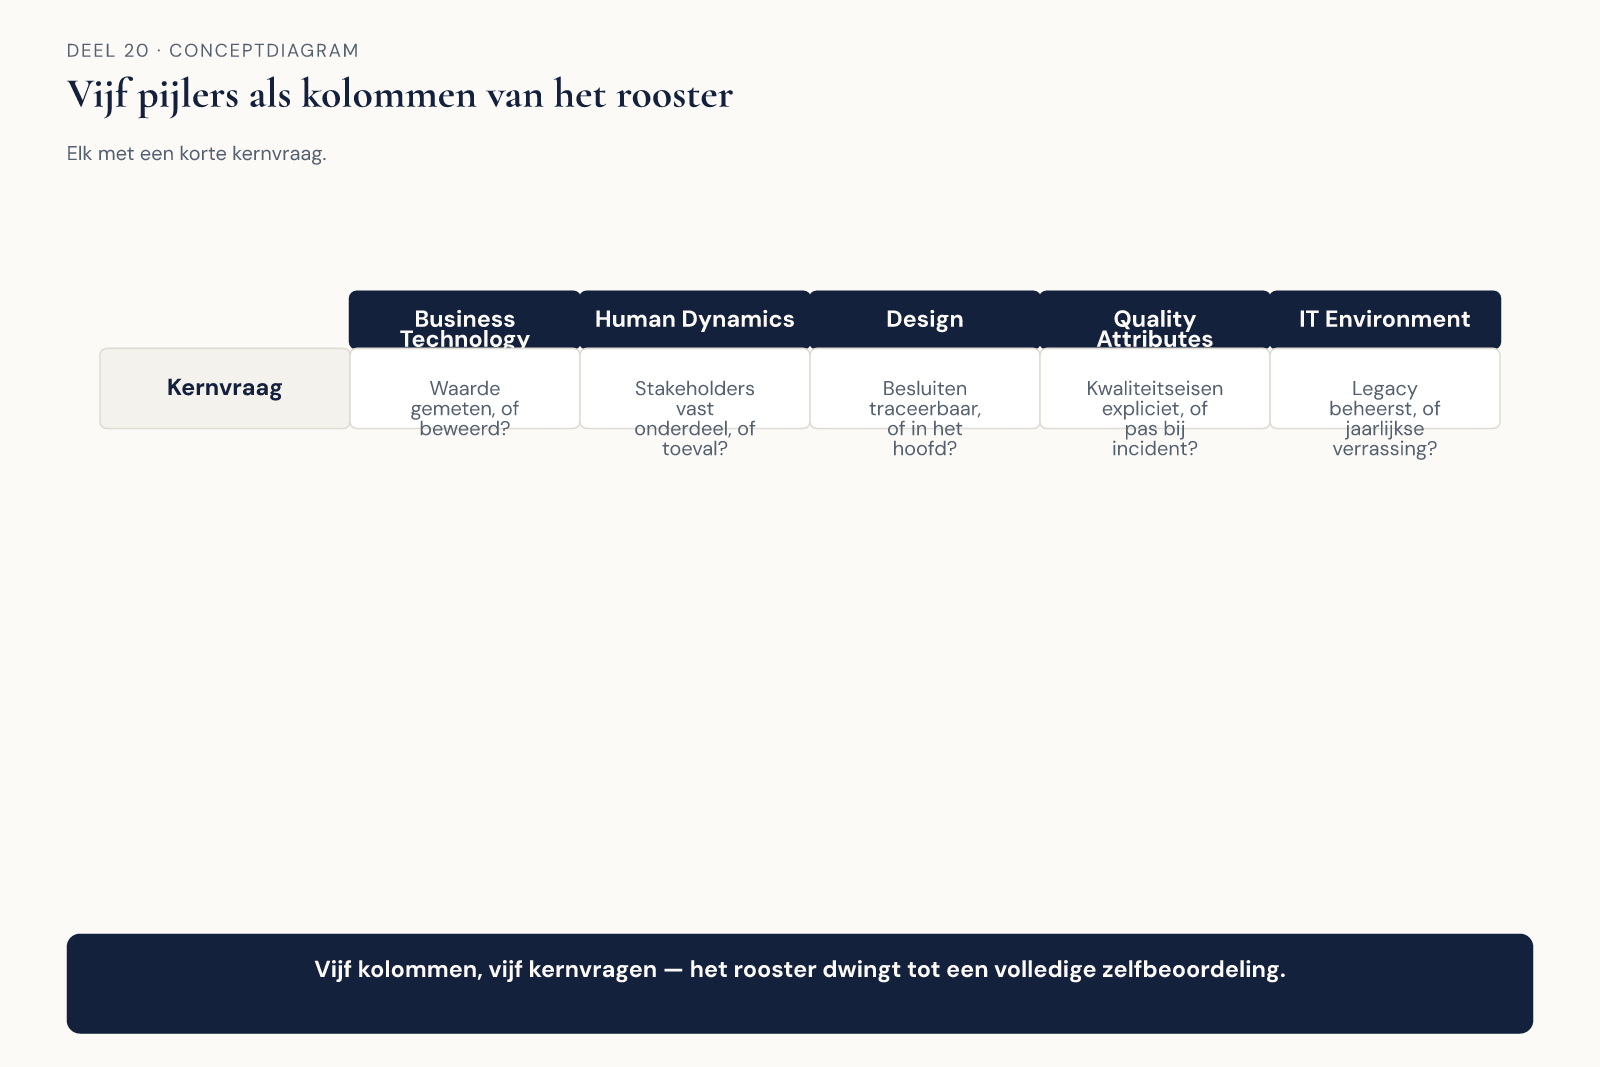 DEEL 20 · CONCEPTDIAGRAM
Vijf pijlers als kolommen van het rooster
Elk met een korte kernvraag.
Business
Technology
Human Dynamics
Design
Quality
Attributes
IT Environment
Kernvraag
Waarde
gemeten, of
beweerd?
Stakeholders
vast
onderdeel, of
toeval?
Besluiten
traceerbaar,
of in het
hoofd?
Kwaliteitseisen
expliciet, of
pas bij
incident?
Legacy
beheerst, of
jaarlijkse
verrassing?
Vijf kolommen, vijf kernvragen — het rooster dwingt tot een volledige zelfbeoordeling.